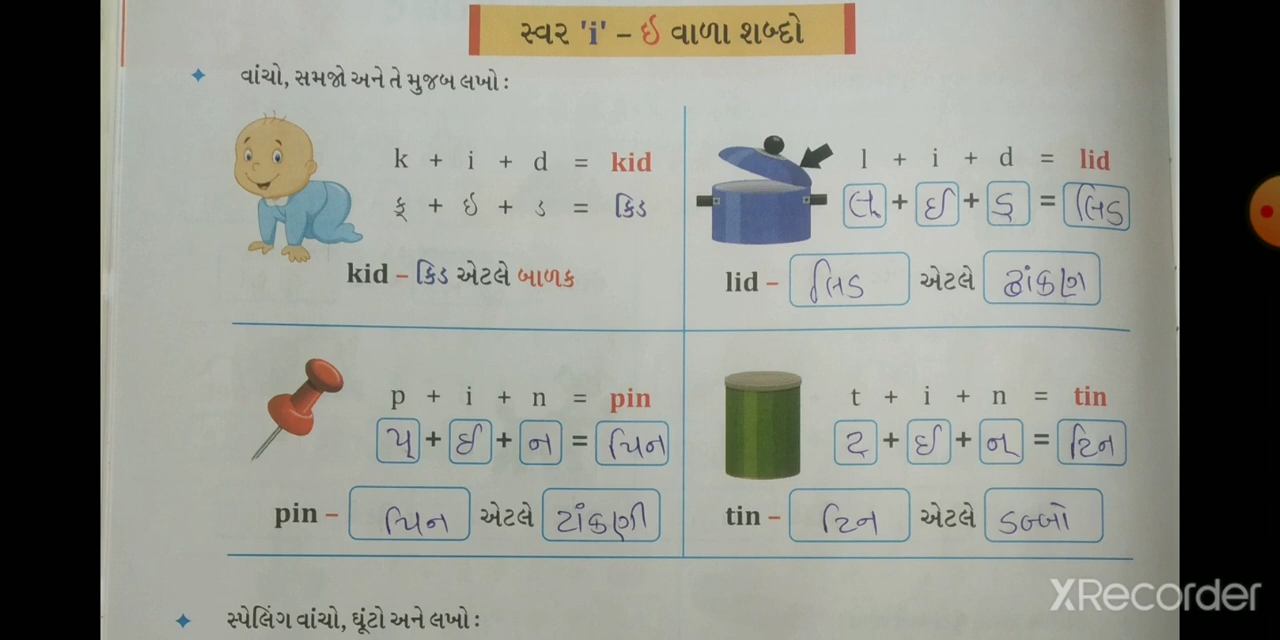 સ્વર 'i' – ઇ વાળા શબ્દો
વાંચો, સમજો અને તે મુજબ લખો :
k + i + d = kid
ક્ + ઇ + ડ = કિડ
kid – કિડ એટલે બાળક
l + i + d = lid
લ્ + ઈ + ડ્ = લિડ
lid – લિડ એટલે ઢાંકણ
p + i + n = pin
પ્ + ઈ + ન = પિન
pin – પિન એટલે ટાંકણી
t + i + n = tin
ટ્ + ઈ + ન્ = ટિન
tin – ટિન એટલે ડબ્બો
સ્પેલિંગ વાંચો, ઘૂંટો અને લખો :
XRecorder